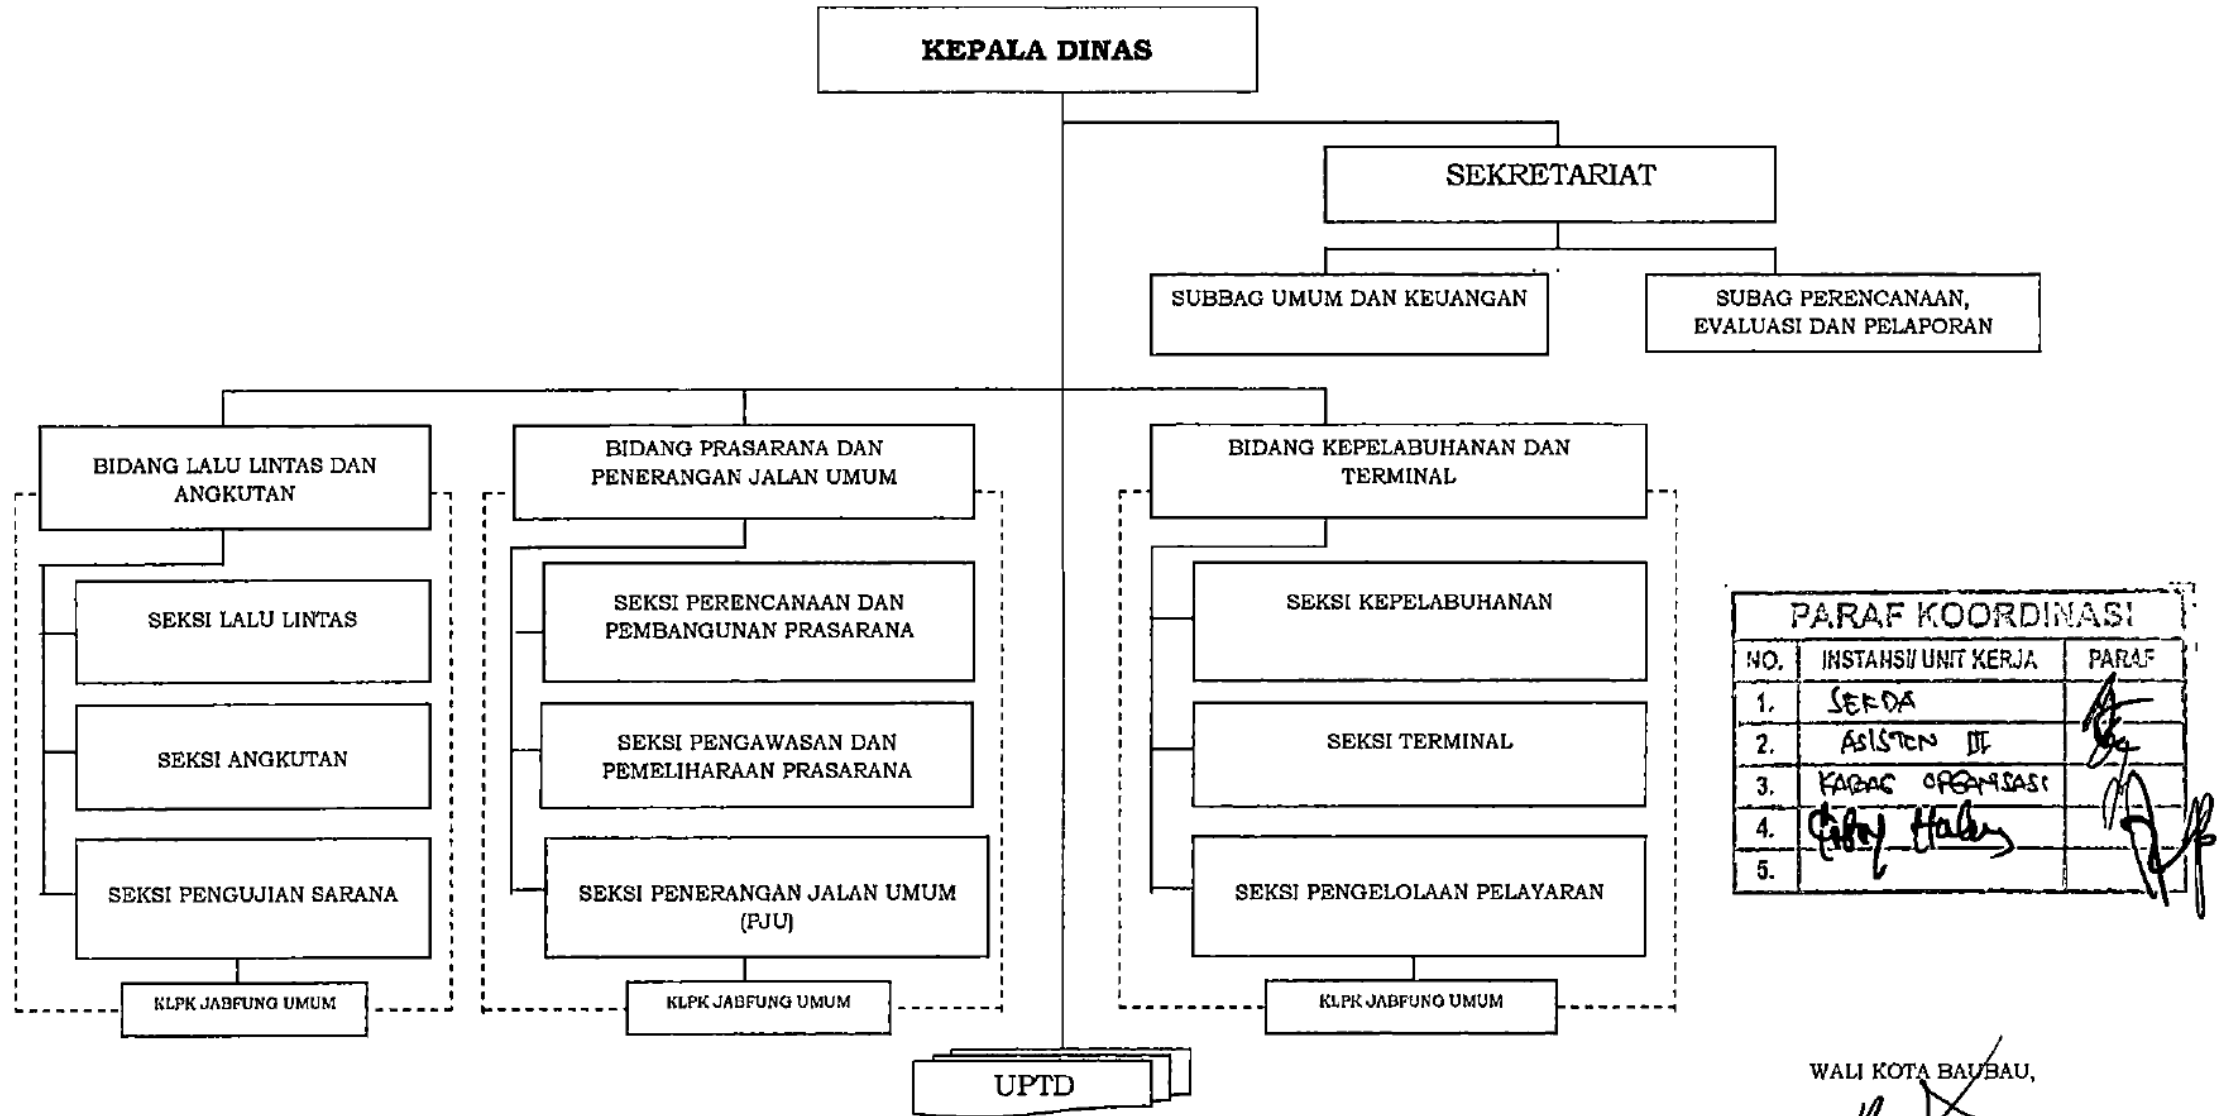 KEPALA DINAS
SEKRETARIAT
SUBBAG UMUM DAN KEUANGAN
SUBAG PERENCANAAN,
EVALUASI DAN PELAPORAN
BIDANG LALU LINTAS DAN
ANGKUTAN
BIDANG PRASARANA DAN
PENERANGAN JALAN UMUM
BIDANG KEPELABUHANAN DAN
TERMINAL
SEKSI LALU LINTAS
SEKSI ANGKUTAN
SEKSI PENGUJIAN SARANA
KLPK JABFUNG UMUM
SEKSI PERENCANAAN DAN
PEMBANGUNAN PRASARANA
SEKSI PENGAWASAN DAN
PEMELIHARAAN PRASARANA
SEKSI PENERANGAN JALAN UMUM
(PJU)
KLPK JABFUNG UMUM
SEKSI KEPELABUHANAN
SEKSI TERMINAL
SEKSI PENGELOLAAN PELAYARAN
KLPK JABFUNG UMUM
UPTD
PARAF KOORDINASI
NO. INSTANSI/ UNIT KERJA PARAF
1. SEKDA
2. ASISTEN III
3. KABAG ORGANISASI
4.
5.
WALI KOTA BAUBAU,